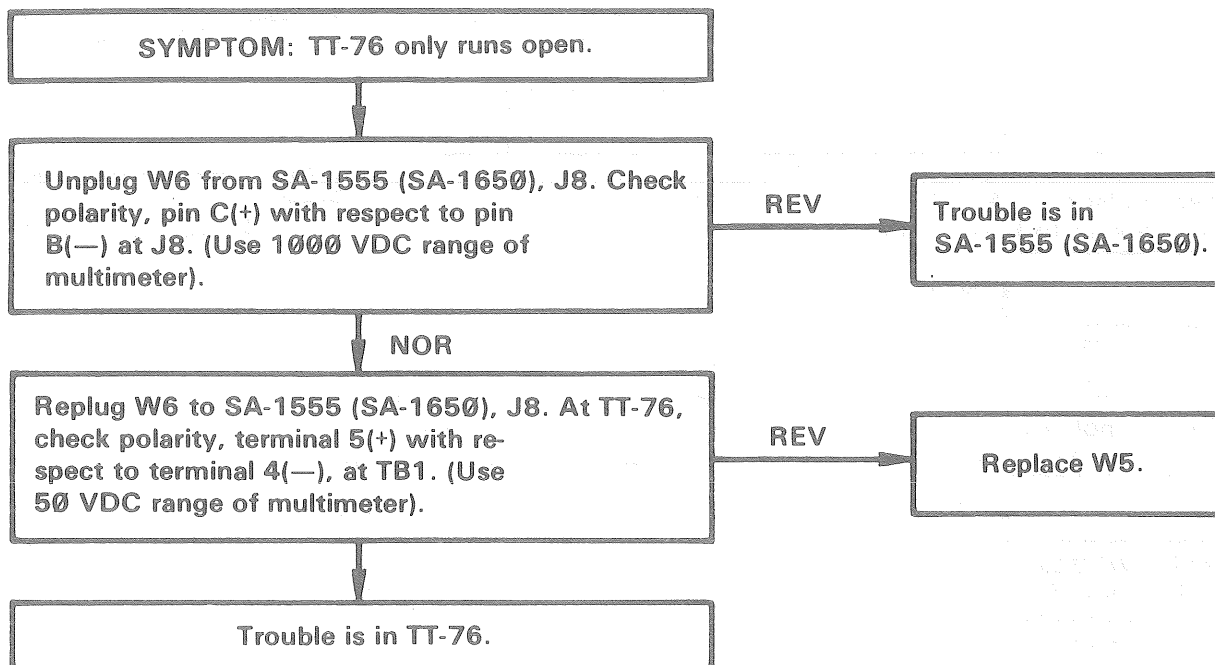 SYMPTOM: TT-76 only runs open.
Unplug W6 from SA-1555 (SA-165Ø), J8. Check
polarity, pin C(+) with respect to pin
B(—) at J8. (Use 1ØØØ VDC range of
multimeter).
REV
Trouble is in
SA-1555 (SA-165Ø).
NOR
Replug W6 to SA-1555 (SA-165Ø), J8. At TT-76,
check polarity, terminal 5(+) with re-
spect to terminal 4(—), at TB1. (Use
5Ø VDC range of multimeter).
REV
Replace W5.
Trouble is in TT-76.